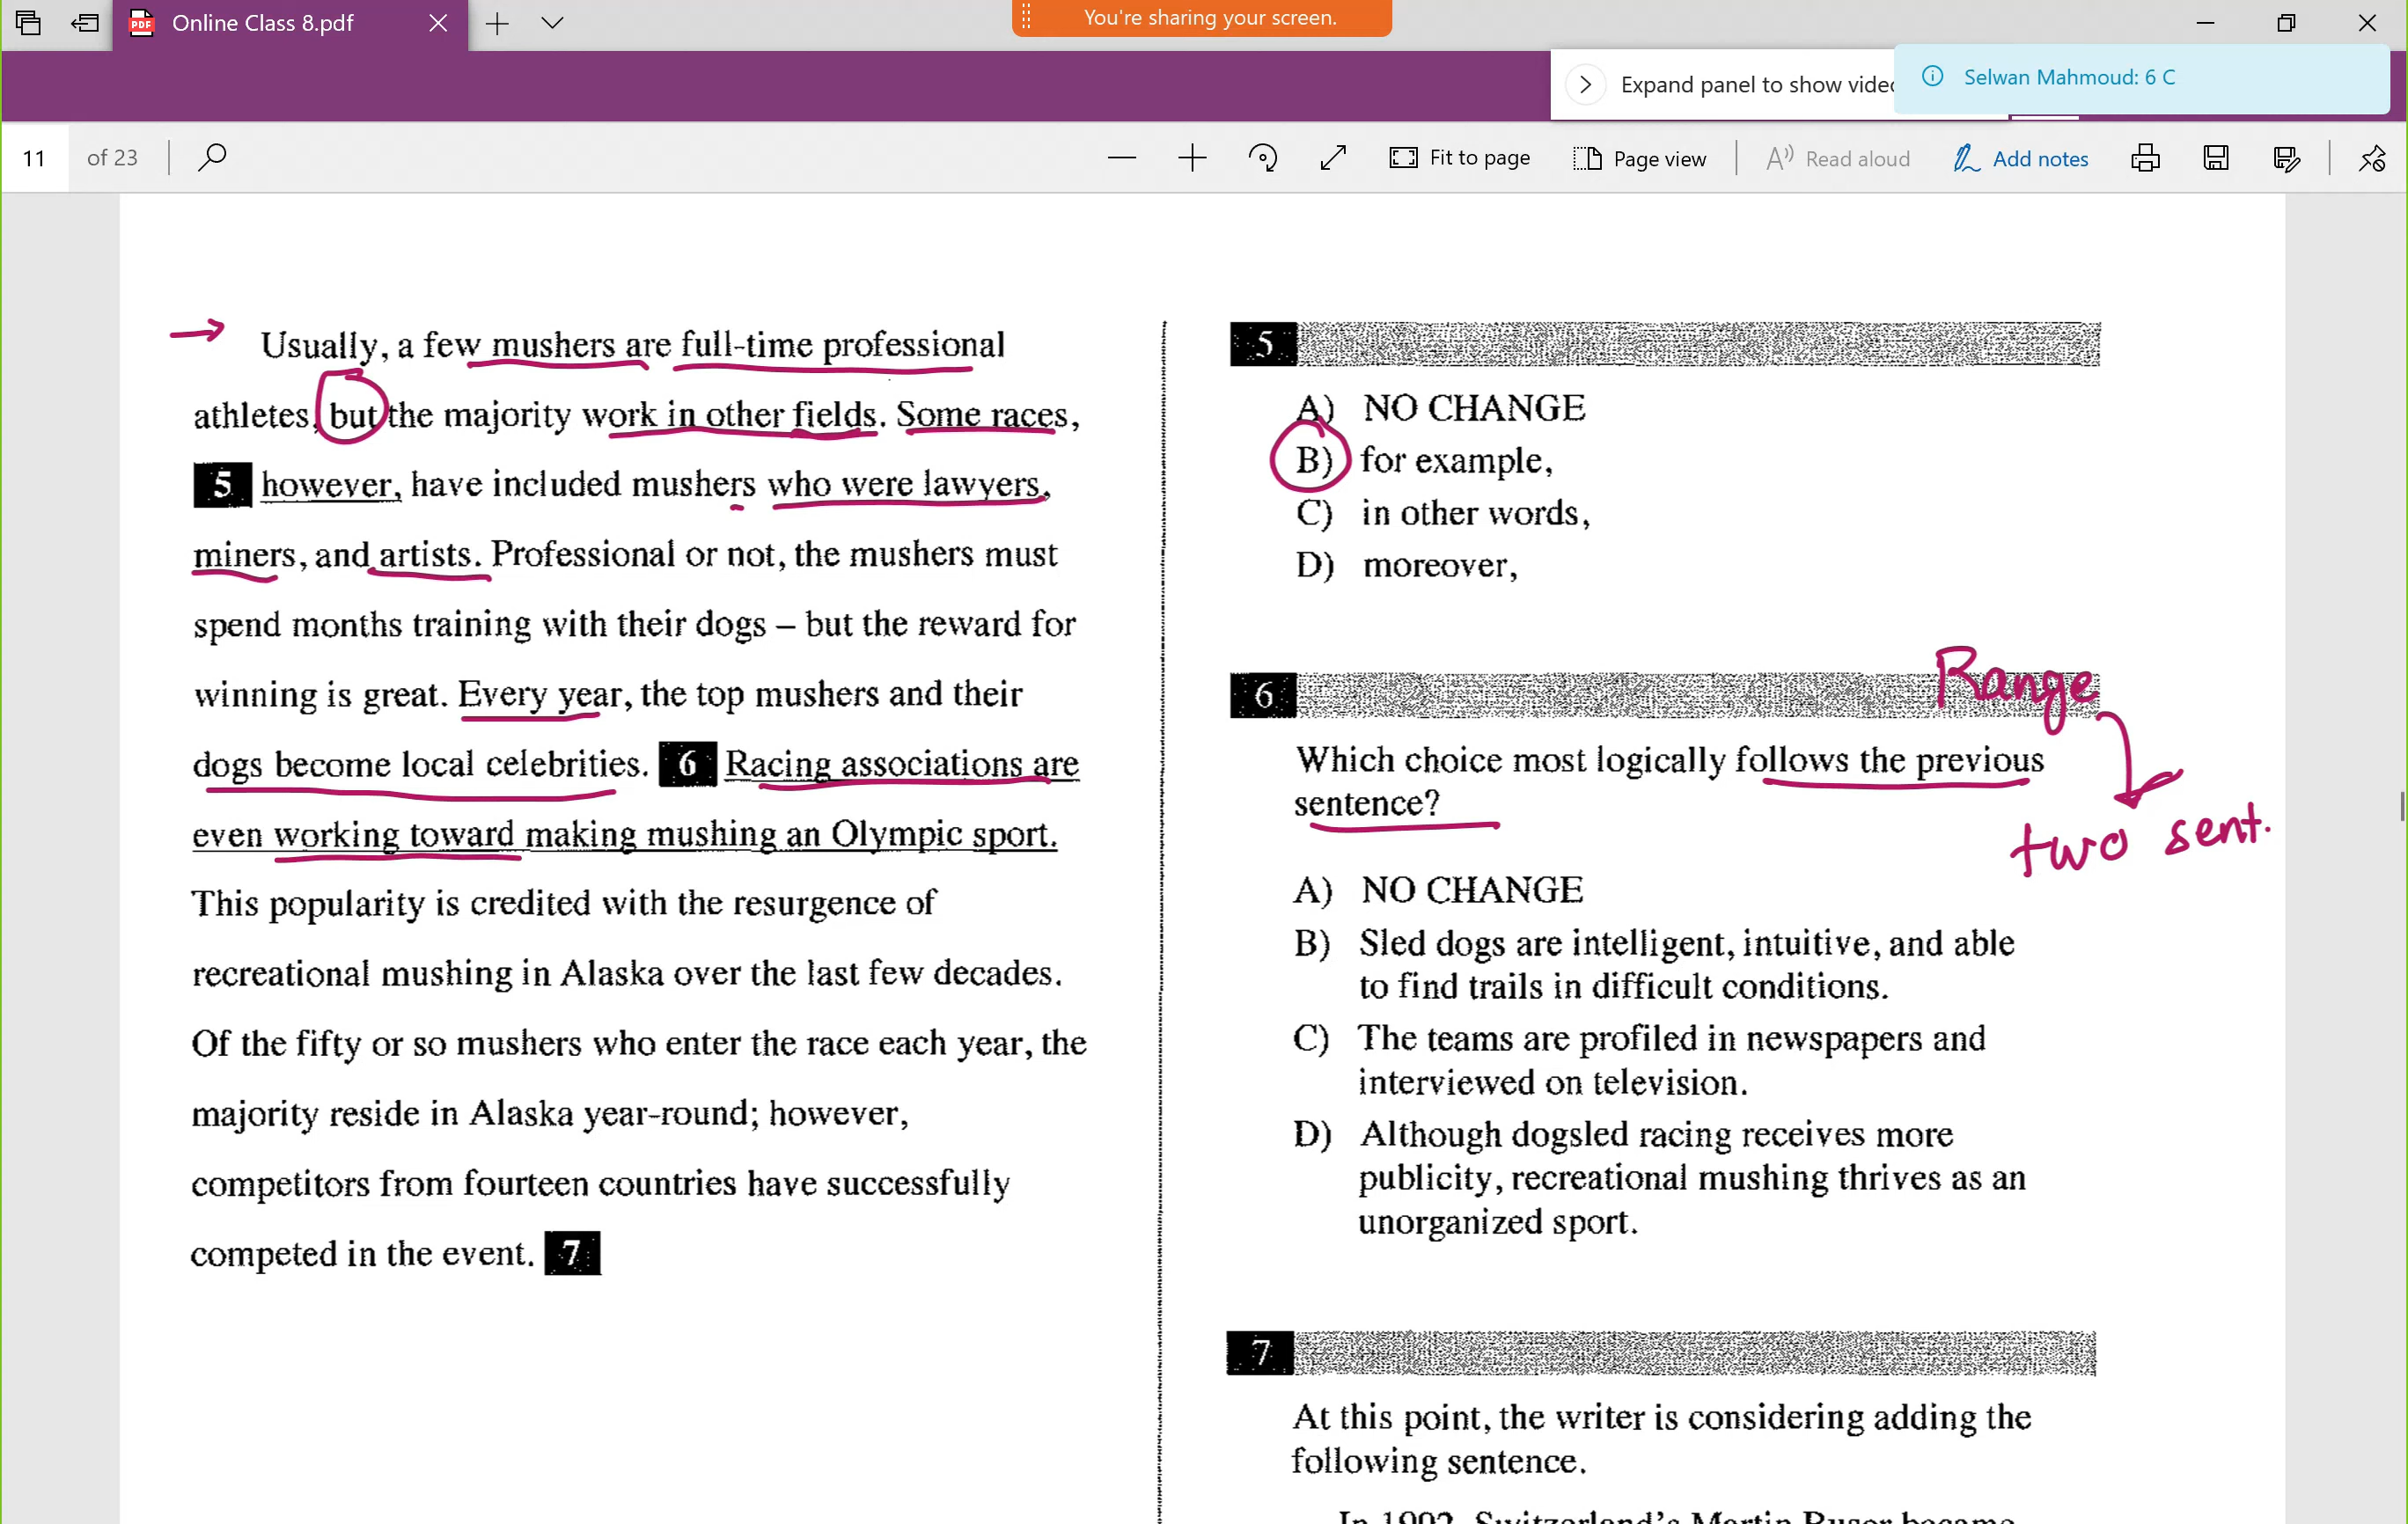 Online Class 8.pdf
You're sharing your screen.
Expand panel to show video
Selwan Mahmoud: 6 C
11 of 23
Fit to page
Page view
Read aloud
Add notes
Usually, a few mushers are full-time professional
athletes, but the majority work in other fields. Some races,
5 however, have included mushers who were lawyers,
miners, and artists. Professional or not, the mushers must
spend months training with their dogs – but the reward for
winning is great. Every year, the top mushers and their
dogs become local celebrities. 6 Racing associations are
even working toward making mushing an Olympic sport.
This popularity is credited with the resurgence of
recreational mushing in Alaska over the last few decades.
Of the fifty or so mushers who enter the race each year, the
majority reside in Alaska year-round; however,
competitors from fourteen countries have successfully
competed in the event. 7
5
A) NO CHANGE
B) for example,
C) in other words,
D) moreover,
6
Range
Which choice most logically follows the previous
sentence?
two sent.
A) NO CHANGE
B) Sled dogs are intelligent, intuitive, and able
to find trails in difficult conditions.
C) The teams are profiled in newspapers and
interviewed on television.
D) Although dogsled racing receives more
publicity, recreational mushing thrives as an
unorganized sport.
7
At this point, the writer is considering adding the
following sentence.
In 1992, Switzerland's Martin Buser became